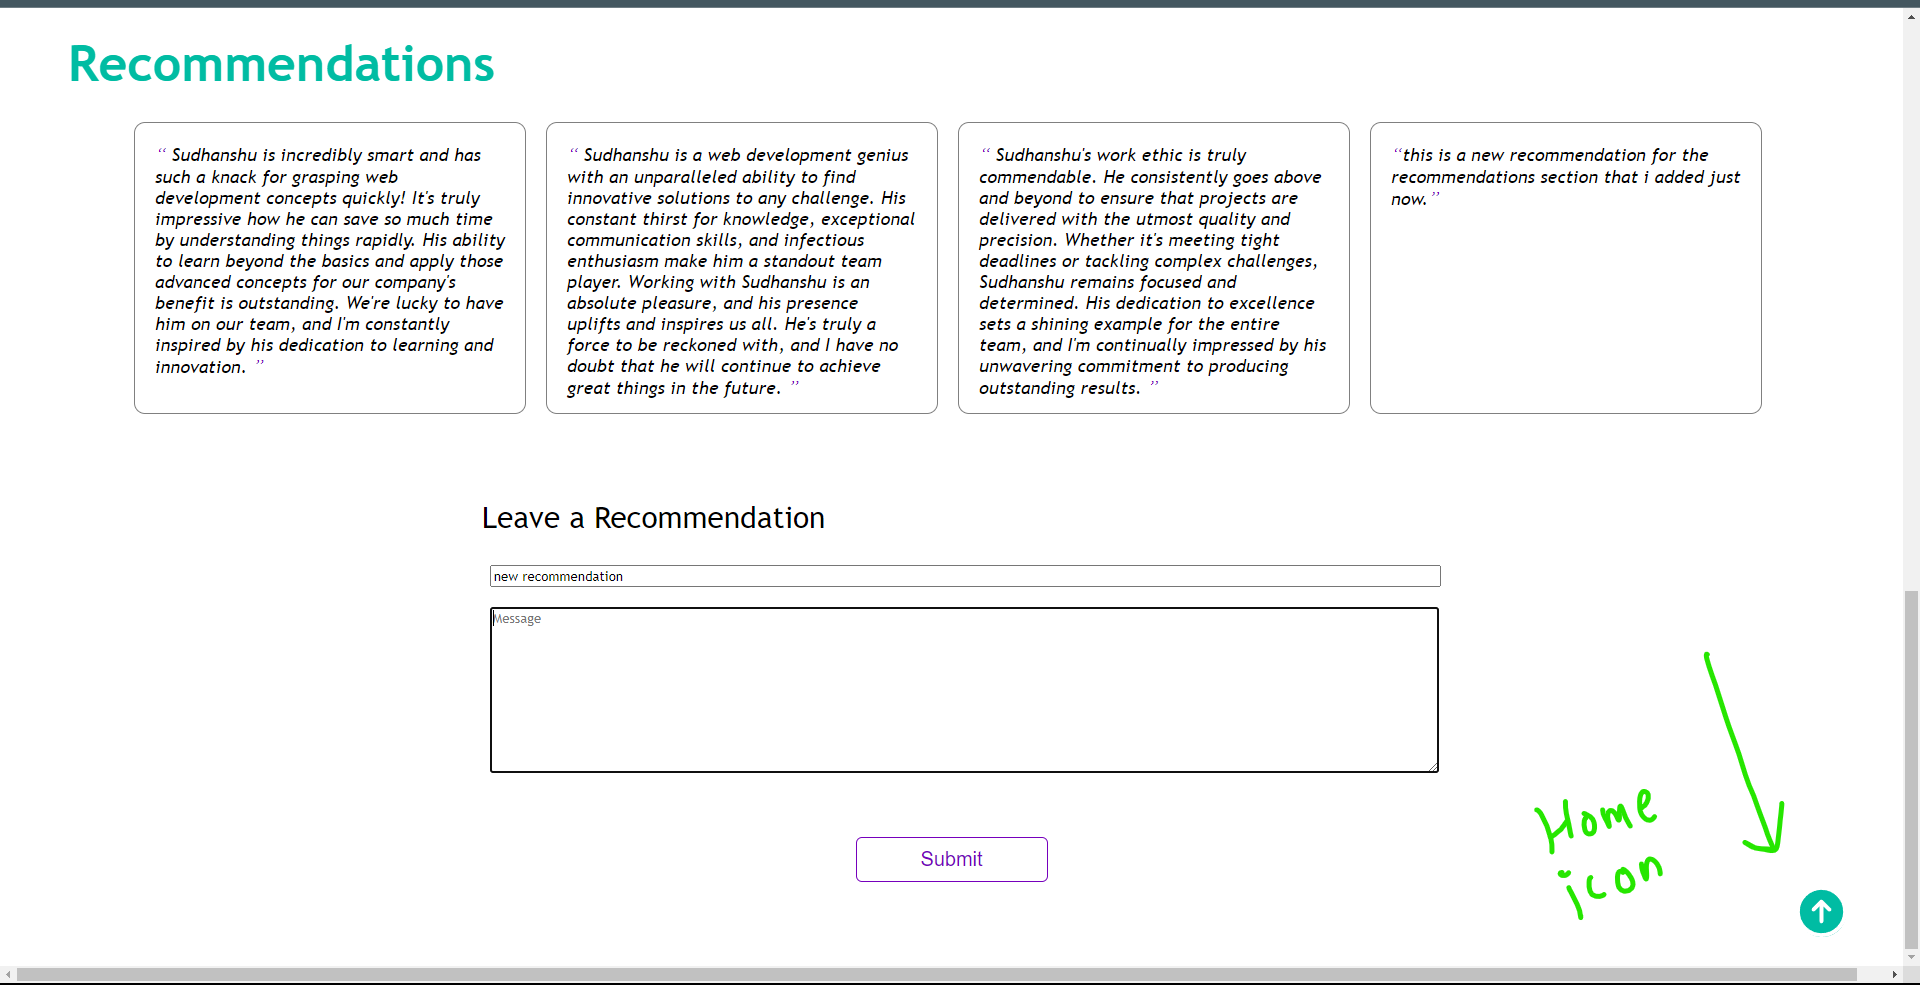 Recommendations
“ Sudhanshu is incredibly smart and has
such a knack for grasping web
development concepts quickly! It's truly
impressive how he can save so much time
by understanding things rapidly. His ability
to learn beyond the basics and apply those
advanced concepts for our company's
benefit is outstanding. We're lucky to have
him on our team, and I'm constantly
inspired by his dedication to learning and
innovation. ”
“ Sudhanshu is a web development genius
with an unparalleled ability to find
innovative solutions to any challenge. His
constant thirst for knowledge, exceptional
communication skills, and infectious
enthusiasm make him a standout team
player. Working with Sudhanshu is an
absolute pleasure, and his presence
uplifts and inspires us all. He's truly a
force to be reckoned with, and I have no
doubt that he will continue to achieve
great things in the future. ”
“ Sudhanshu's work ethic is truly
commendable. He consistently goes above
and beyond to ensure that projects are
delivered with the utmost quality and
precision. Whether it's meeting tight
deadlines or tackling complex challenges,
Sudhanshu remains focused and
determined. His dedication to excellence
sets a shining example for the entire
team, and I'm continually impressed by his
unwavering commitment to producing
outstanding results. ”
“this is a new recommendation for the
recommendations section that i added just
now. ”
Leave a Recommendation
new recommendation
Message
Submit
Home
icon